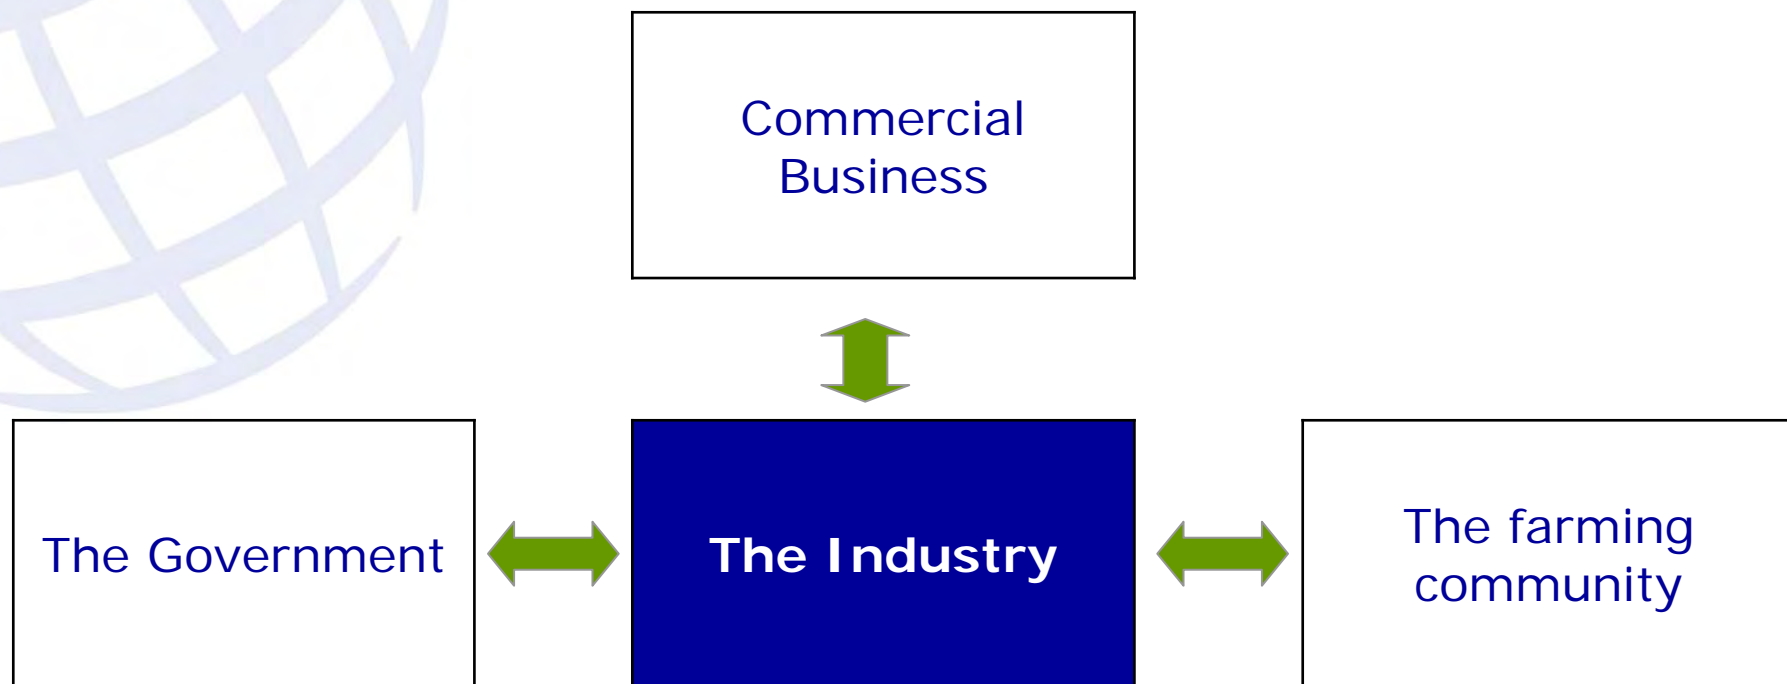 Commercial
Business
The Government
The Industry
The farming
community